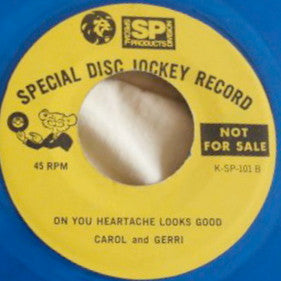 SPECIAL
SP
PRODUCTS
DIVISION
SPECIAL DISC JOCKEY RECORD
NOT
FOR SALE
45 RPM
K-SP-101 B
ON YOU HEARTACHE LOOKS GOOD
CAROL and GERRI